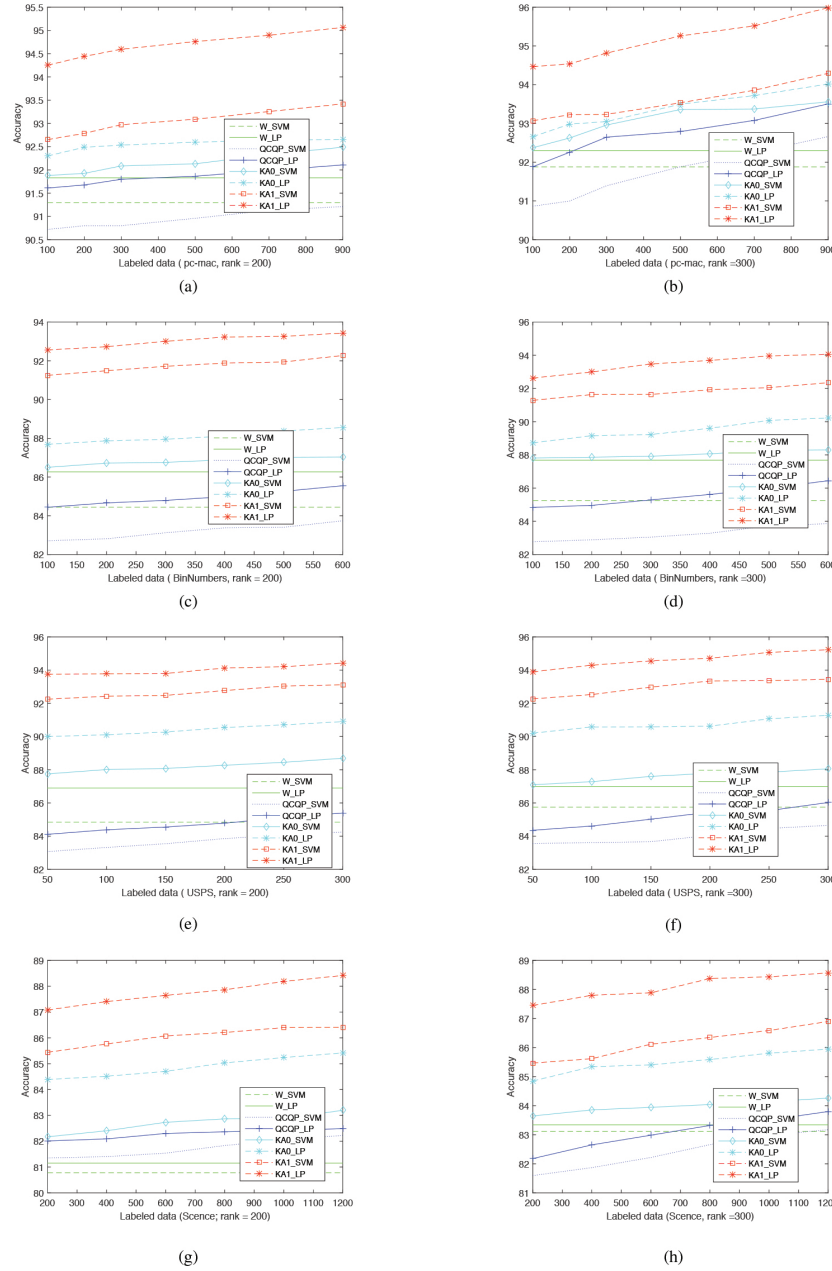 95.5
95
94.5
94
93.5
93
92.5
92
91.5
91
90.5
Accuracy
100 200 300 400 500 600 700 800 900
Labeled data ( pc-mac, rank = 200)
W_SVM
W_LP
QCQP_SVM
QCQP_LP
KA0_SVM
KA0_LP
KA1_SVM
KA1_LP
(a)
96
95
94
93
92
91
90
Accuracy
100 200 300 400 500 600 700 800 900
Labeled data ( pc-mac, rank =300)
W_SVM
W_LP
QCQP_SVM
QCQP_LP
KA0_SVM
KA0_LP
KA1_SVM
KA1_LP
(b)
94
92
90
88
86
84
82
Accuracy
100 150 200 250 300 350 400 450 500 550 600
Labeled data ( BinNumbers, rank = 200)
W_SVM
W_LP
QCQP_SVM
QCQP_LP
KA0_SVM
KA0_LP
KA1_SVM
KA1_LP
(c)
96
94
92
90
88
86
84
82
Accuracy
100 150 200 250 300 350 400 450 500 550 600
Labeled data ( BinNumbers, rank =300)
W_SVM
W_LP
QCQP_SVM
QCQP_LP
KA0_SVM
KA0_LP
KA1_SVM
KA1_LP
(d)
96
94
92
90
88
86
84
82
Accuracy
50 100 150 200 250 300
Labeled data ( USPS, rank = 200)
W_SVM
W_LP
QCQP_SVM
QCQP_LP
KA0_SVM
KA0_LP
KA1_SVM
KA1_LP
(e)
96
94
92
90
88
86
84
82
Accuracy
50 100 150 200 250 300
Labeled data ( USPS, rank =300)
W_SVM
W_LP
QCQP_SVM
QCQP_LP
KA0_SVM
KA0_LP
KA1_SVM
KA1_LP
(f)
89
88
87
86
85
84
83
82
81
80
Accuracy
200 300 400 500 600 700 800 900 1000 1100 1200
Labeled data (Scence; rank = 200)
W_SVM
W_LP
QCQP_SVM
QCQP_LP
KA0_SVM
KA0_LP
KA1_SVM
KA1_LP
(g)
89
88
87
86
85
84
83
82
81
Accuracy
200 300 400 500 600 700 800 900 1000 1100 1200
Labeled data (Scence, rank =300)
W_SVM
W_LP
QCQP_SVM
QCQP_LP
KA0_SVM
KA0_LP
KA1_SVM
KA1_LP
(h)